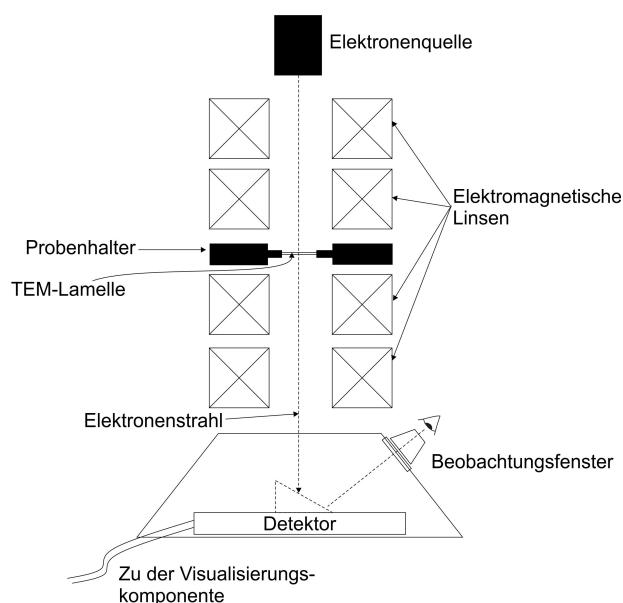 Elektronenquelle
Elektromagnetische
Linsen
Probenhalter
TEM-Lamelle
Elektronenstrahl
Beobachtungsfenster
Detektor
Zu der Visualisierungs-
komponente